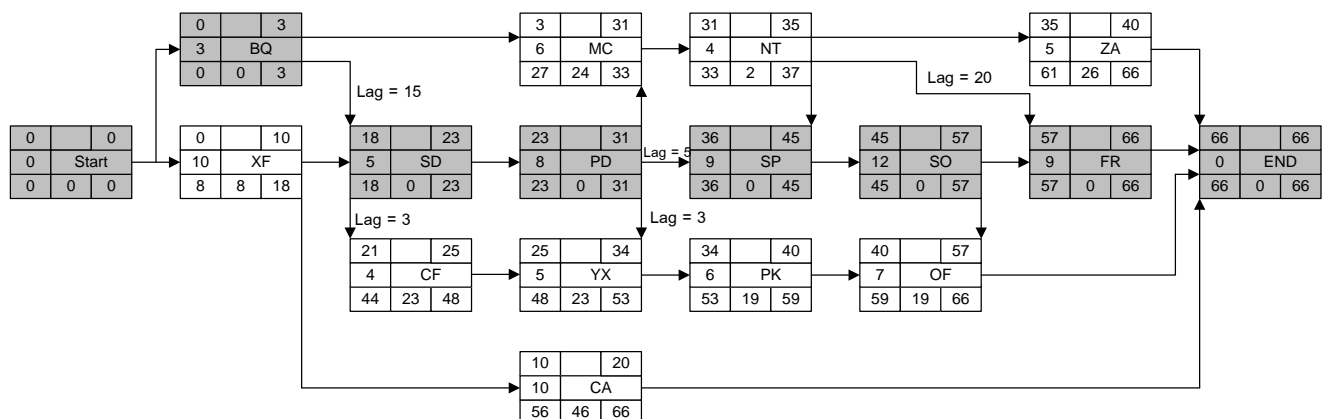 0 3
3 BQ
0 0 3
3 31
6 MC
27 24 33
31 35
4 NT
33 2 37
35 40
5 ZA
61 26 66
Lag = 15
Lag = 20
0 0
0 Start
0 0 0
0 10
10 XF
8 8 18
18 23
5 SD
18 0 23
23 31
8 PD
23 0 31
Lag = 5
36 45
9 SP
36 0 45
45 57
12 SO
45 0 57
57 66
9 FR
57 0 66
66 66
0 END
66 0 66
Lag = 3
Lag = 3
21 25
4 CF
44 23 48
25 34
5 YX
48 23 53
34 40
6 PK
53 19 59
40 57
7 OF
59 19 66
10 20
10 CA
56 46 66